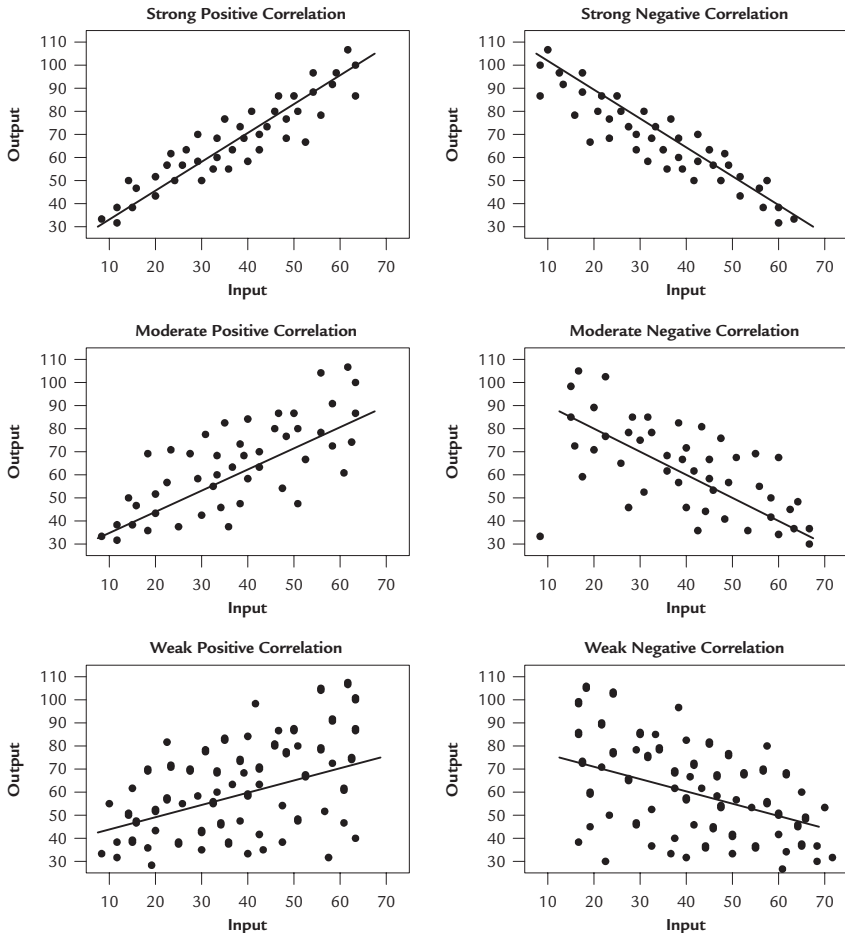 Strong Positive Correlation
110
100
90
80
70
60
50
40
30
Output
10 20 30 40 50 60 70
Input
Strong Negative Correlation
110
100
90
80
70
60
50
40
30
Output
10 20 30 40 50 60 70
Input
Moderate Positive Correlation
110
100
90
80
70
60
50
40
30
Output
10 20 30 40 50 60 70
Input
Moderate Negative Correlation
110
100
90
80
70
60
50
40
30
Output
10 20 30 40 50 60 70
Input
Weak Positive Correlation
110
100
90
80
70
60
50
40
30
Output
10 20 30 40 50 60 70
Input
Weak Negative Correlation
110
100
90
80
70
60
50
40
30
Output
10 20 30 40 50 60 70
Input